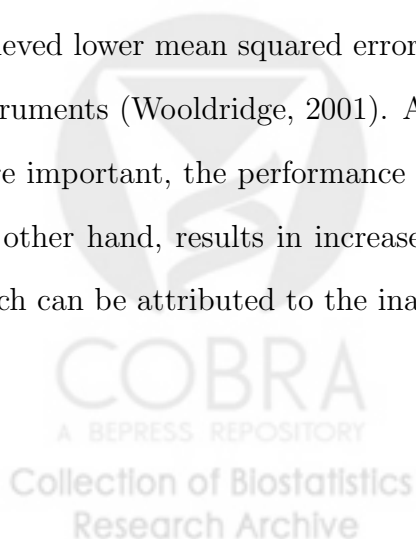 ieved lower mean squared error
ruments (Wooldridge, 2001). A
e important, the performance
other hand, results in increase
ch can be attributed to the ina
COBRA
A BEPRESS REPOSITORY
Collection of Biostatistics
Research Archive